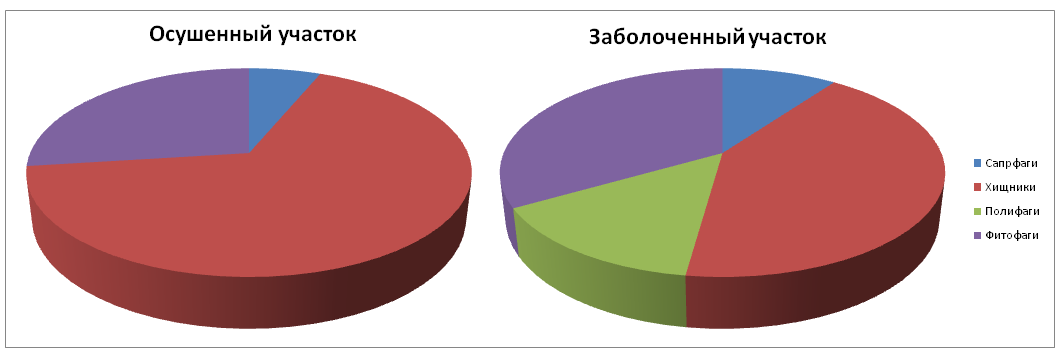 Осушенный участок
Заболоченный участок
Сапрфаги
Хищники
Полифаги
Фитофаги